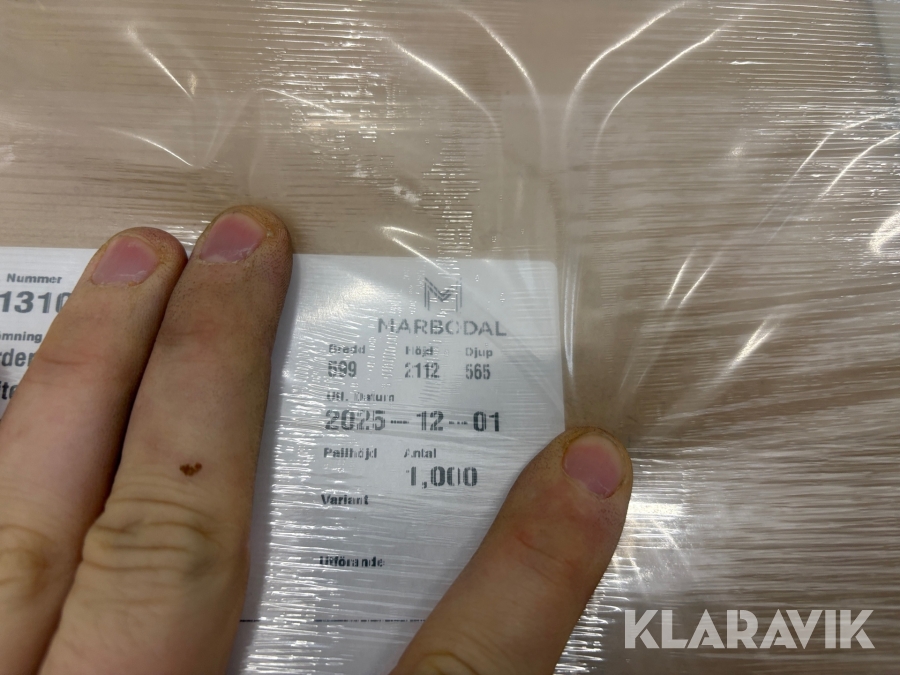 Nummer
1310
MARBODAL
Bredd Höjd Djup
599 2112 565
Utl. Datum
2025-12-01
Pallhöjd Antal
1,000
Variant
Utförande
KLARAVIK